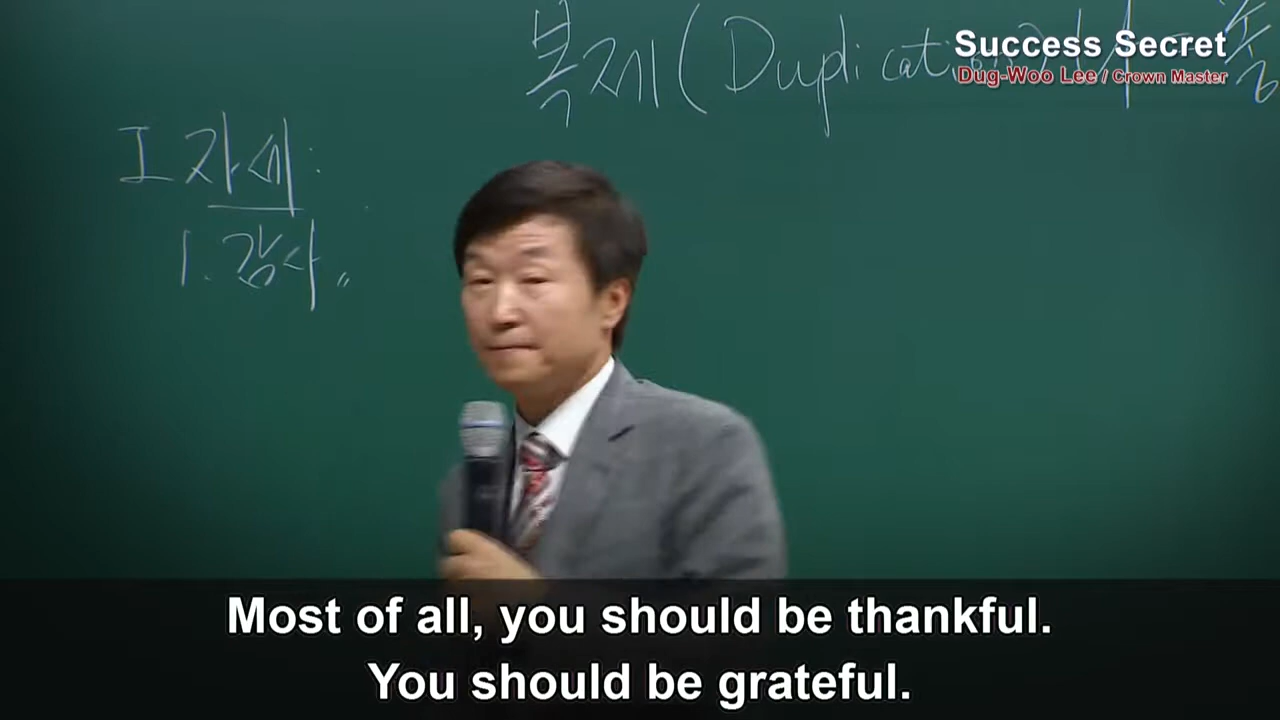 Success Secret
Dug-Woo Lee / Crown Master
복제(Duplication
I 자세:
1. 감사
Most of all, you should be thankful.
You should be grateful.